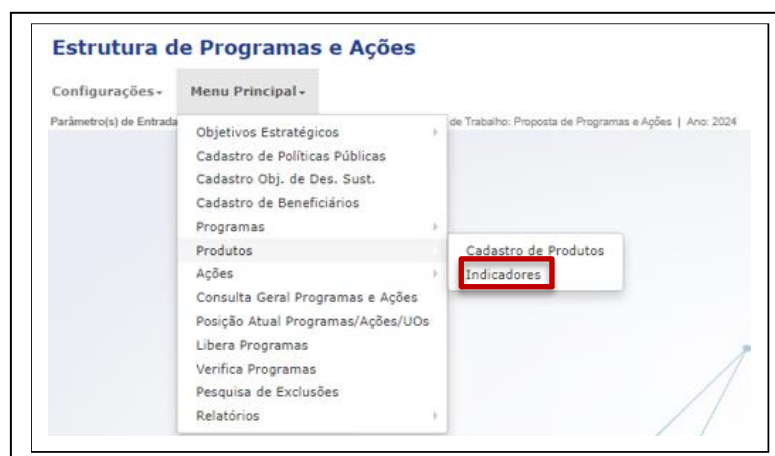 Estrutura de Programas e Ações
Configurações Menu Principal
Parâmetro(s) de Entrada de Trabalho: Proposta de Programas e Ações | Ano: 2024
Objetivos Estratégicos
Cadastro de Políticas Públicas
Cadastro Obj. de Des. Sust.
Cadastro de Beneficiários
Programas
Produtos Cadastro de Produtos
Ações Indicadores
Consulta Geral Programas e Ações
Posição Atual Programas/Ações/UOs
Libera Programas
Verifica Programas
Pesquisa de Exclusões
Relatórios